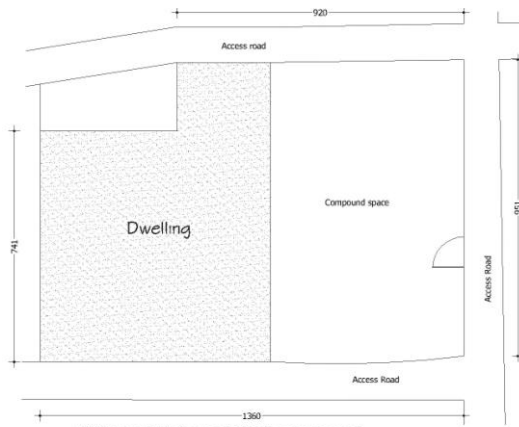 920
Access road
Compound space
Dwelling
741
951
Access Road
Access Road
1360